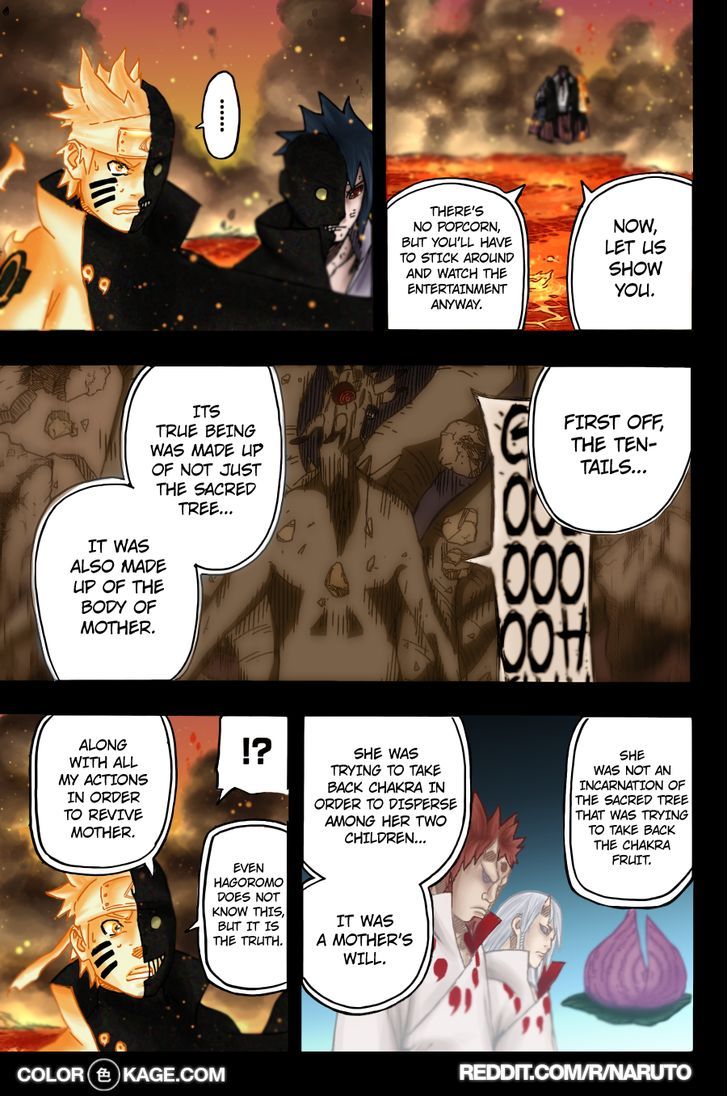 NOW,
LET US
SHOW
YOU.
THERE'S
NO POPCORN,
BUT YOU'LL HAVE
TO STICK AROUND
AND WATCH THE
ENTERTAINMENT
ANYWAY.
........
FIRST OFF,
THE TEN-
TAILS...
OOO
OOO
OOH
ITS
TRUE BEING
WAS MADE UP
OF NOT JUST
THE SACRED
TREE...
IT WAS
ALSO MADE
UP OF THE
BODY OF
MOTHER.
SHE
WAS NOT AN
INCARNATION OF
THE SACRED TREE
THAT WAS TRYING
TO TAKE BACK
THE CHAKRA
FRUIT.
SHE WAS
TRYING TO TAKE
BACK CHAKRA IN
ORDER TO DISPERSE
AMONG HER TWO
CHILDREN...
IT WAS
A MOTHER'S
WILL.
!?
EVEN
HAGOROMO
DOES NOT
KNOW THIS,
BUT IT IS
THE TRUTH.
ALONG
WITH ALL
MY ACTIONS
IN ORDER
TO REVIVE
MOTHER.
COLOR 色 KAGE.COM
REDDIT.COM/R/NARUTO